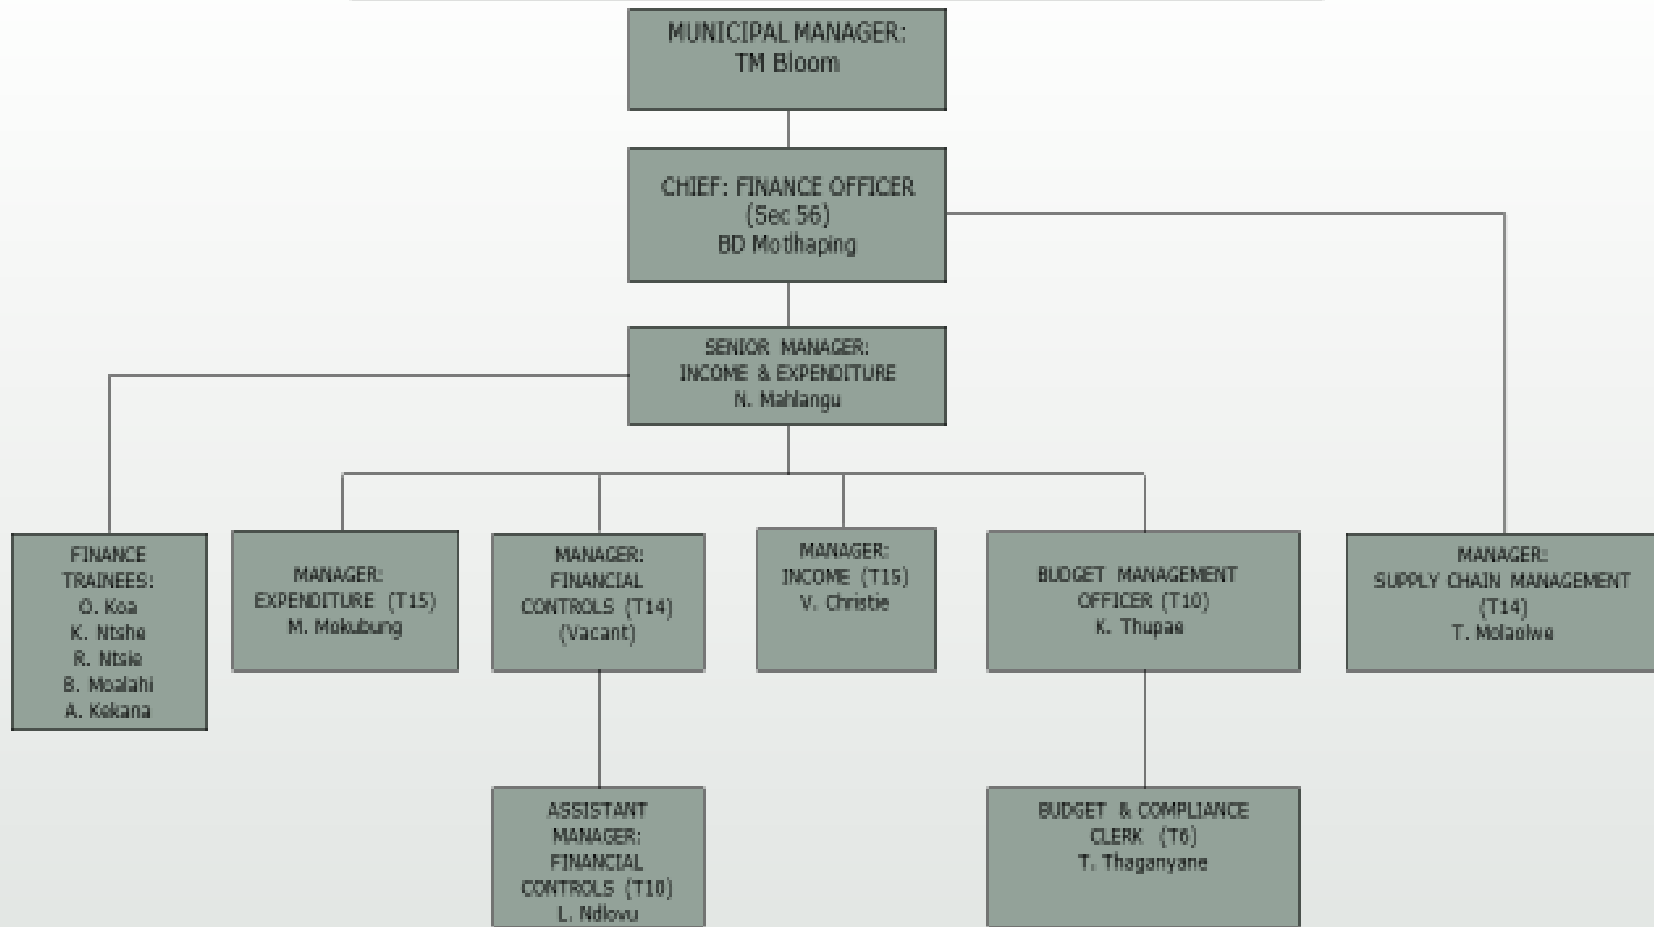 MUNICIPAL MANAGER:
TM Bloom
CHIEF: FINANCE OFFICER
(Sec 56)
BD Motlhaping
SENIOR MANAGER:
INCOME & EXPENDITURE
N. Mahlangu
FINANCE
TRAINEES:
O. Koa
K. Ntshe
R. Ntsie
B. Moalahi
A. Kekana
MANAGER:
EXPENDITURE (T15)
M. Mokubung
MANAGER:
FINANCIAL
CONTROLS (T14)
(Vacant)
MANAGER:
INCOME (T15)
V. Christie
BUDGET MANAGEMENT
OFFICER (T10)
K. Thupae
MANAGER:
SUPPLY CHAIN MANAGEMENT
(T14)
T. Molaolwe
ASSISTANT
MANAGER:
FINANCIAL
CONTROLS (T10)
L. Ndlovu
BUDGET & COMPLIANCE
CLERK (T6)
T. Thaganyane